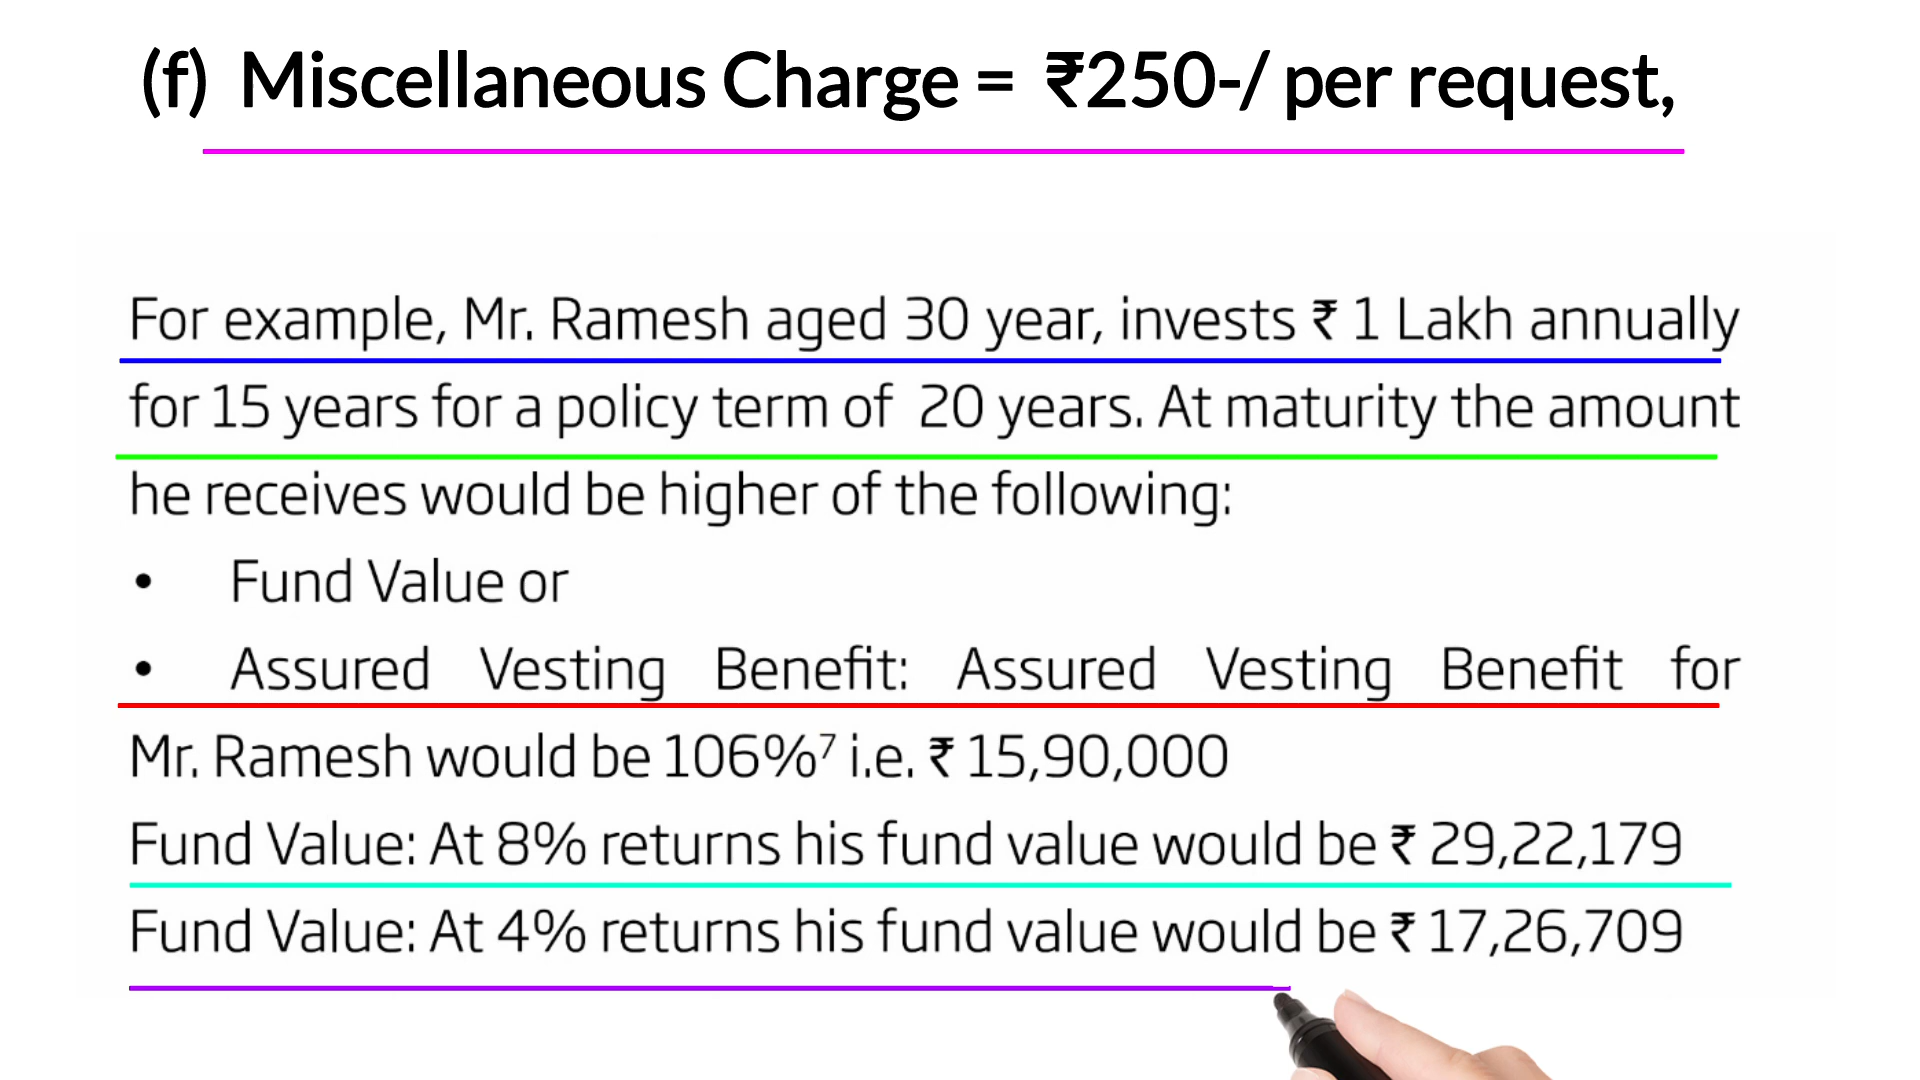 (f) Miscellaneous Charge = ₹250-/ per request,
For example, Mr. Ramesh aged 30 year, invests ₹ 1 Lakh annually
for 15 years for a policy term of 20 years. At maturity the amount
he receives would be higher of the following:
• Fund Value or
• Assured Vesting Benefit: Assured Vesting Benefit for
Mr. Ramesh would be 106%⁷ i.e. ₹ 15,90,000
Fund Value: At 8% returns his fund value would be ₹ 29,22,179
Fund Value: At 4% returns his fund value would be ₹ 17,26,709